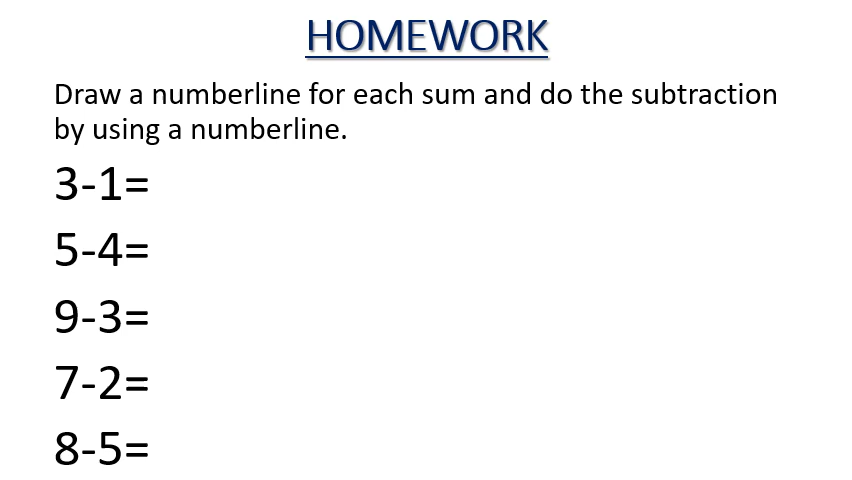 HOMEWORK
Draw a numberline for each sum and do the subtraction
by using a numberline.
3-1=
5-4=
9-3=
7-2=
8-5=